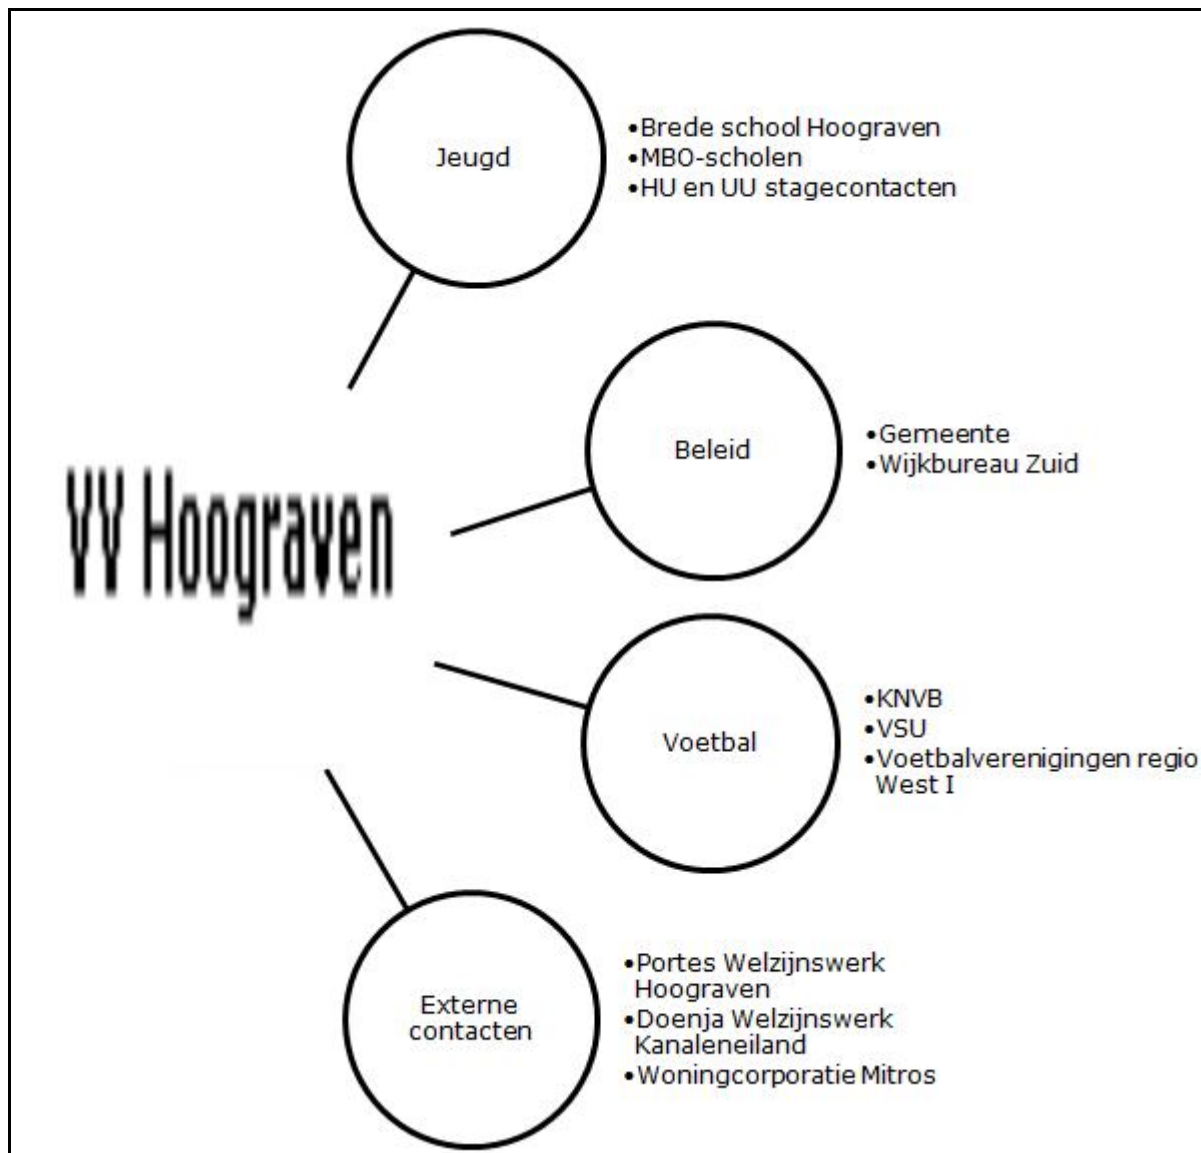 Jeugd
•Brede school Hoograven
•MBO-scholen
•HU en UU stagecontacten
Beleid
•Gemeente
•Wijkbureau Zuid
VV Hoograven
Voetbal
•KNVB
•VSU
•Voetbalverenigingen regio
West I
Externe
contacten
•Portes Welzijnswerk
Hoograven
•Doenja Welzijnswerk
Kanaleneiland
•Woningcorporatie Mitros